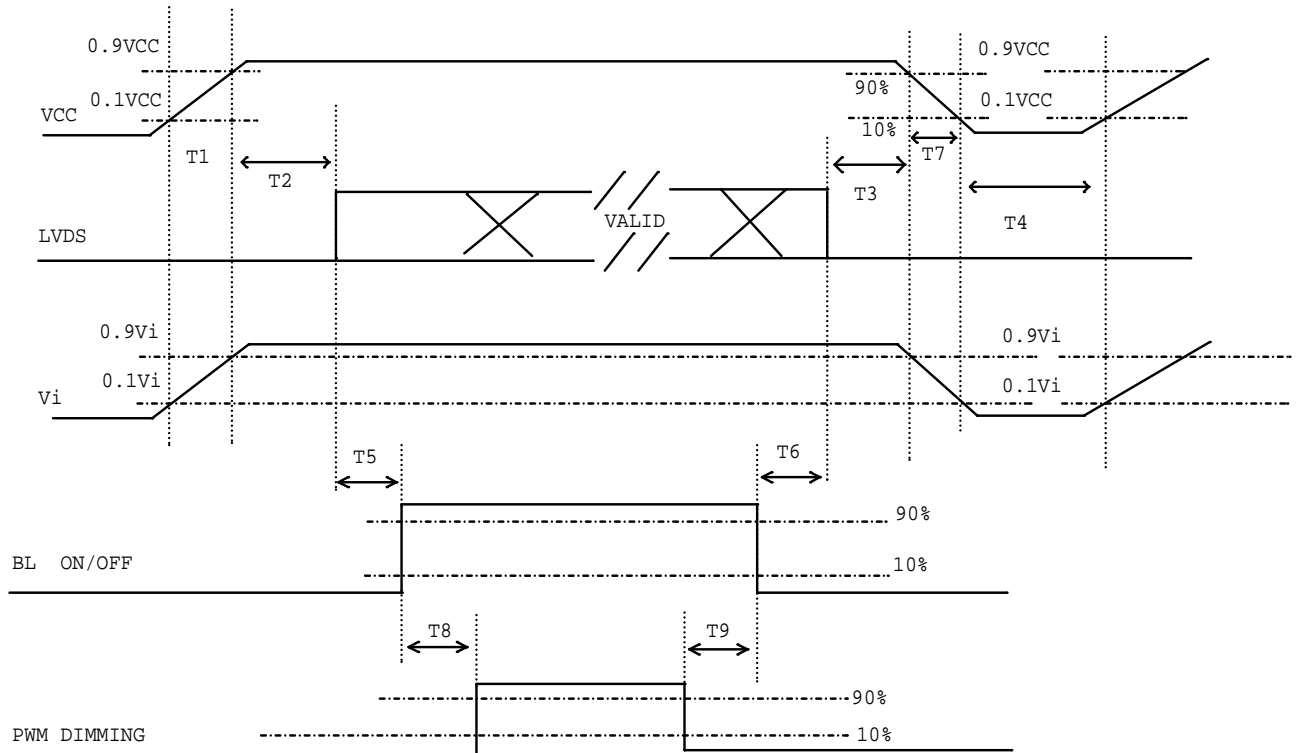 0.9VCC
0.9VCC
90%
0.1VCC
0.1VCC
VCC
10%
T1
T7
T2
T3
VALID
T4
LVDS
0.9Vi
0.9Vi
0.1Vi
0.1Vi
Vi
T5
T6
90%
BL ON/OFF
10%
T8
T9
90%
PWM DIMMING
10%